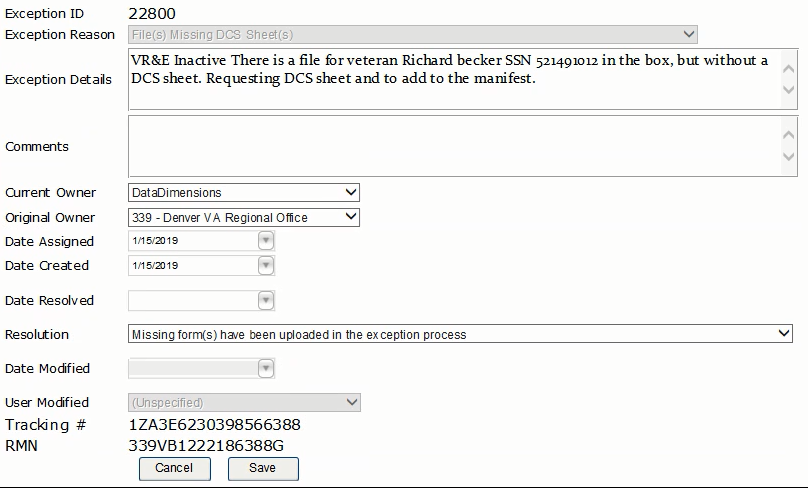 Exception ID 22800
Exception Reason File(s) Missing DCS Sheet(s)
VR&E Inactive There is a file for veteran Richard becker SSN 521491012 in the box, but without a
Exception Details DCS sheet. Requesting DCS sheet and to add to the manifest.
Comments
Current Owner DataDimensions
Original Owner 339 - Denver VA Regional Office
Date Assigned 1/15/2019
Date Created 1/15/2019
Date Resolved
Resolution Missing form(s) have been uploaded in the exception process
Date Modified
User Modified (Unspecified)
Tracking # 1ZA3E6230398566388
RMN 339VB1222186388G
Cancel Save